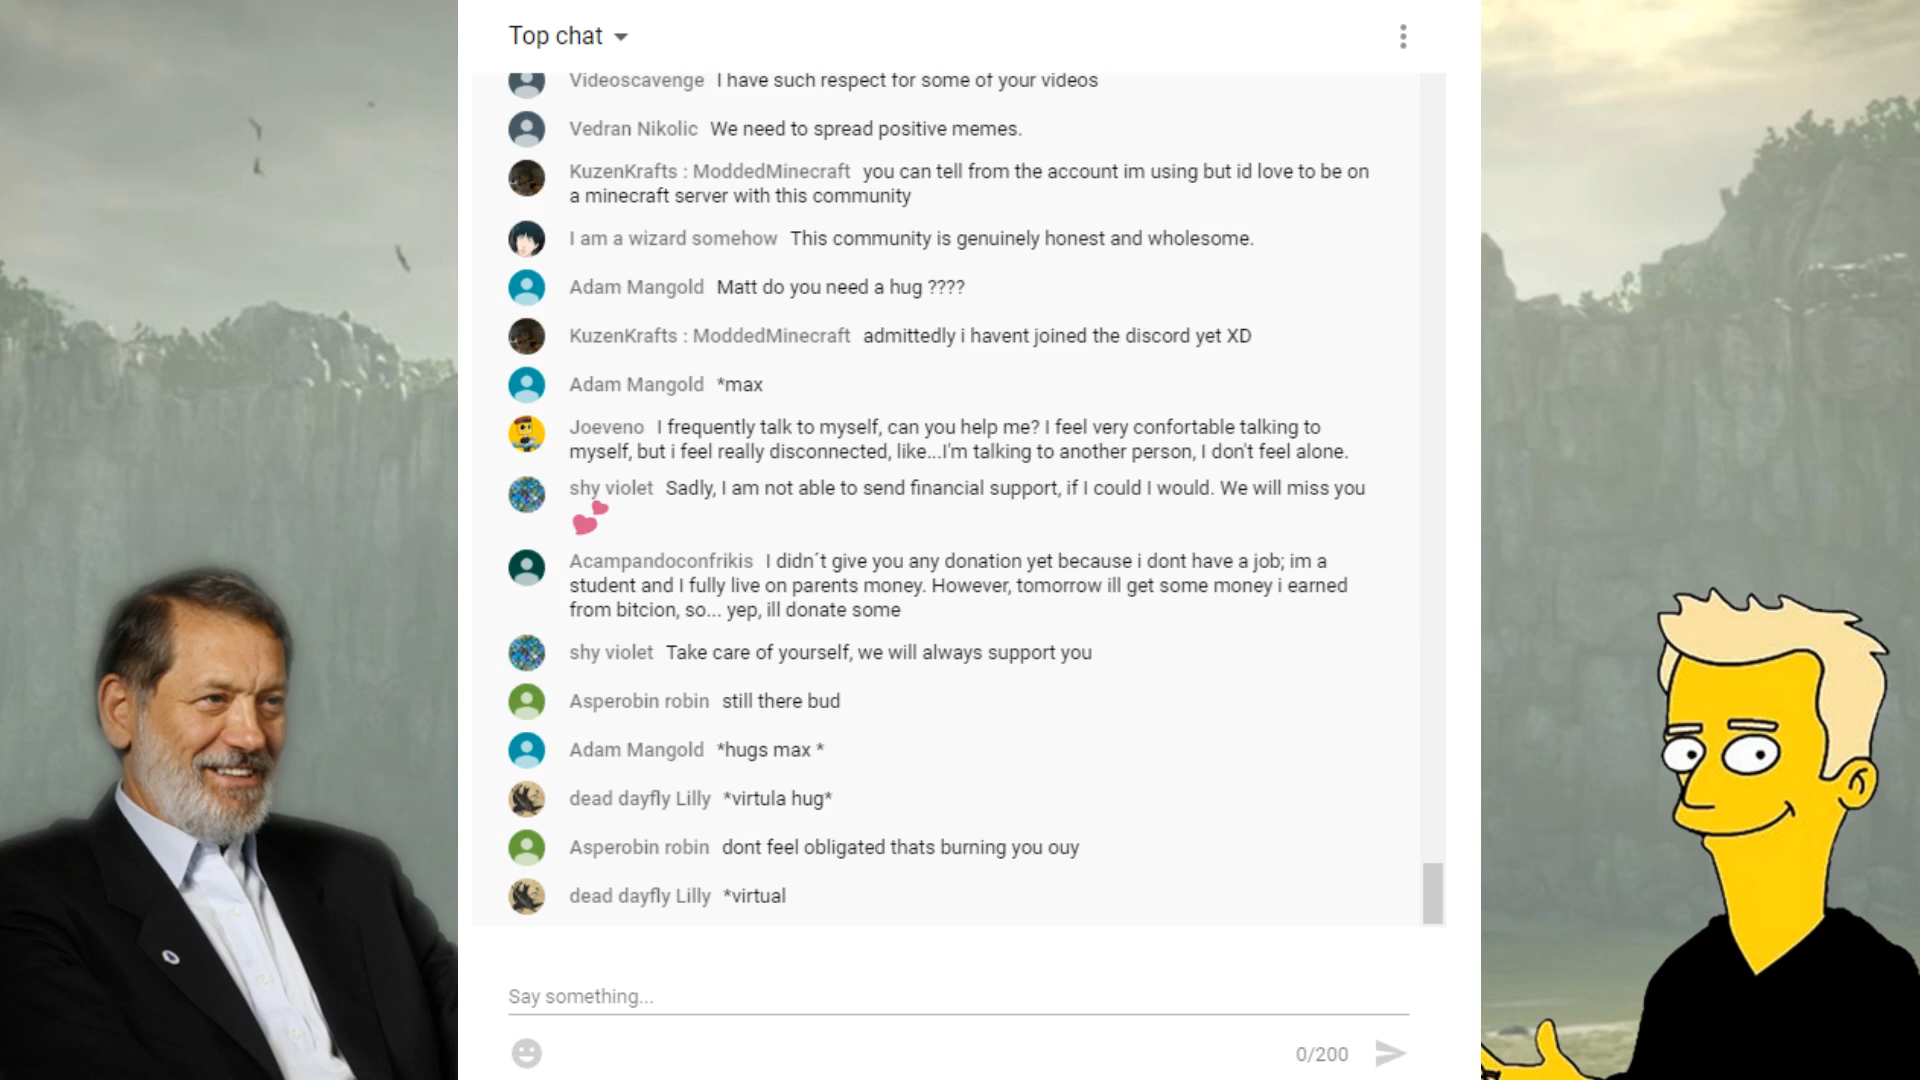 Top chat
Videoscavenge I have such respect for some of your videos
Vedran Nikolic We need to spread positive memes.
KuzenKrafts : ModdedMinecraft you can tell from the account im using but id love to be on
a minecraft server with this community
I am a wizard somehow This community is genuinely honest and wholesome.
Adam Mangold Matt do you need a hug ????
KuzenKrafts : ModdedMinecraft admittedly i havent joined the discord yet XD
Adam Mangold *max
Joeveno I frequently talk to myself, can you help me? I feel very confortable talking to
myself, but i feel really disconnected, like...I'm talking to another person, I don't feel alone.
shy violet Sadly, I am not able to send financial support, if I could I would. We will miss you
💕
Acampandoconfrikis I didn´t give you any donation yet because i dont have a job; im a
student and I fully live on parents money. However, tomorrow ill get some money i earned
from bitcion, so... yep, ill donate some
shy violet Take care of yourself, we will always support you
Asperobin robin still there bud
Adam Mangold *hugs max *
dead dayfly Lilly *virtula hug*
Asperobin robin dont feel obligated thats burning you ouy
dead dayfly Lilly *virtual
Say something...
0/200